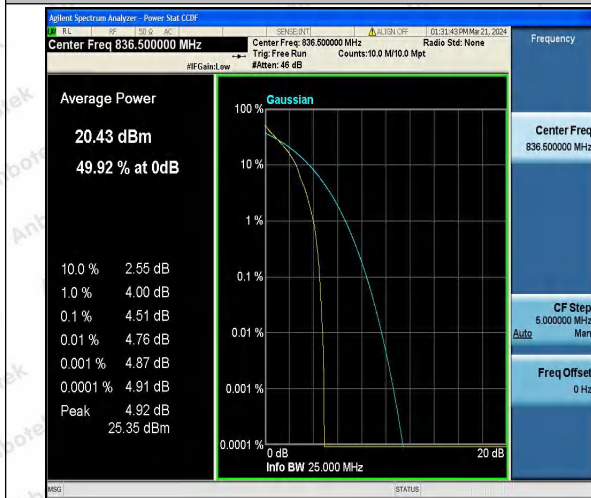 Agilent Spectrum Analyzer - Power Stat CCDF
RL RF 50 Ω AC SENSE:INT ALIGN OFF 01:31:43 PM Mar 21, 2024
Center Freq 836.500000 MHz
Center Freq: 836.500000 MHz Radio Std: None
Trig: Free Run Counts:10.0 M/10.0 Mpt
#IFGain:Low #Atten: 46 dB
Frequency
Average Power
20.43 dBm
49.92 % at 0dB
10.0 % 2.55 dB
1.0 % 4.00 dB
0.1 % 4.51 dB
0.01 % 4.76 dB
0.001 % 4.87 dB
0.0001 % 4.91 dB
Peak 4.92 dB
25.35 dBm
Gaussian
100 %
10 %
1 %
0.1 %
0.01 %
0.001 %
0.0001 %
0 dB 20 dB
Info BW 25.000 MHz
Center Freq
836.500000 MHz
CF Step
5.000000 MHz
Auto Man
Freq Offset
0 Hz
MSG STATUS